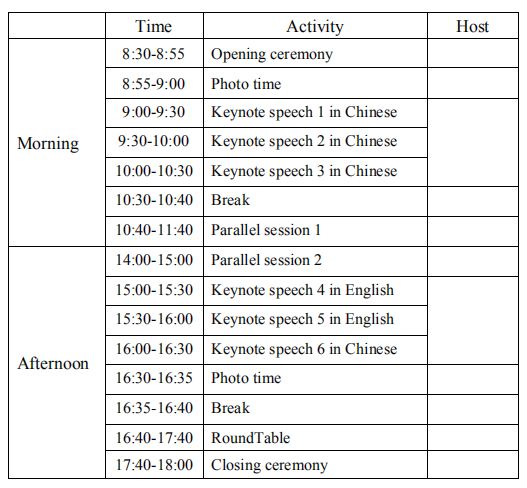 Time Activity Host
Morning
8:30-8:55 Opening ceremony
8:55-9:00 Photo time
9:00-9:30 Keynote speech 1 in Chinese
9:30-10:00 Keynote speech 2 in Chinese
10:00-10:30 Keynote speech 3 in Chinese
10:30-10:40 Break
10:40-11:40 Parallel session 1
Afternoon
14:00-15:00 Parallel session 2
15:00-15:30 Keynote speech 4 in English
15:30-16:00 Keynote speech 5 in English
16:00-16:30 Keynote speech 6 in Chinese
16:30-16:35 Photo time
16:35-16:40 Break
16:40-17:40 RoundTable
17:40-18:00 Closing ceremony